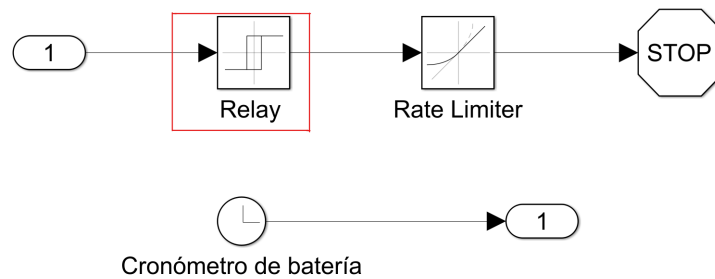 1
STOP
Relay
Rate Limiter
1
Cronómetro de batería